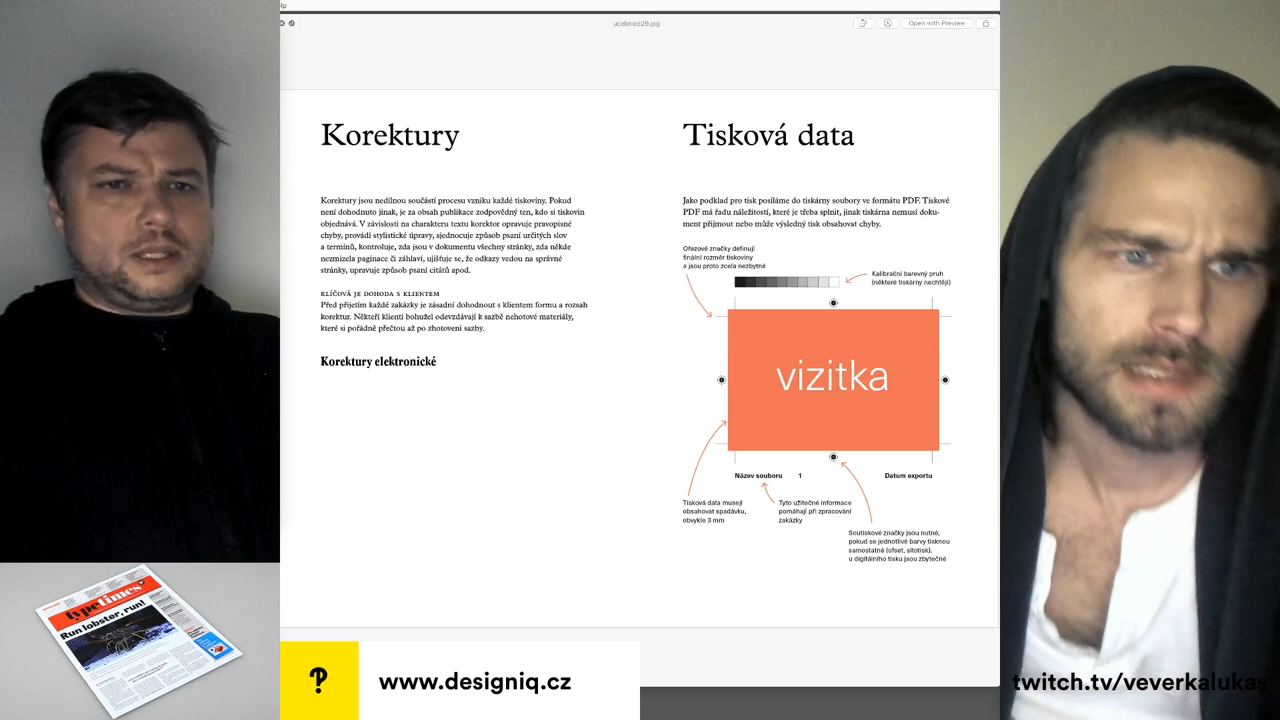 lp
ucebnice29.jpg
Open with Preview
Korektury
Korektury jsou nedílnou součástí procesu vzniku každé tiskoviny. Pokud
není dohodnuto jinak, je za obsah publikace zodpovědný ten, kdo si tiskovin
objednává. V závislosti na charakteru textu korektor opravuje pravopisné
chyby, provádí stylistické úpravy, sjednocuje způsob psaní určitých slov
a termínů, kontroluje, zda jsou v dokumentu všechny stránky, zda někde
nezmizela paginace či záhlaví, ujišťuje se, že odkazy vedou na správné
stránky, upravuje způsob psaní citátů apod.
KLÍČOVÁ JE DOHODA S KLIENTEM
Před přijetím každé zakázky je zásadní dohodnout s klientem formu a rozsah
korektur. Někteří klienti bohužel odevzdávají k sazbě nehotové materiály,
které si pořádně přečtou až po zhotovení sazby.
Korektury elektronické
Tisková data
Jako podklad pro tisk posíláme do tiskárny soubory ve formátu PDF. Tiskové
PDF má řadu náležitostí, které je třeba splnit, jinak tiskárna nemusí doku-
ment přijmout nebo může výsledný tisk obsahovat chyby.
Ořezové značky definují
finální rozměr tiskoviny
a jsou proto zcela nezbytné
Kalibrační barevný pruh
(některé tiskárny nechtějí)
vizitka
Název souboru 1 Datum exportu
Tisková data musejí
obsahovat spadávku,
obvykle 3 mm
Tyto užitečné informace
pomáhají při zpracování
zakázky
Soutiskové značky jsou nutné,
pokud se jednotlivé barvy tisknou
samostatně (ofset, sítotisk),
u digitálního tisku jsou zbytečné
typetimes
Run lobster, run!
?
www.designiq.cz
twitch.tv/veverkalukas